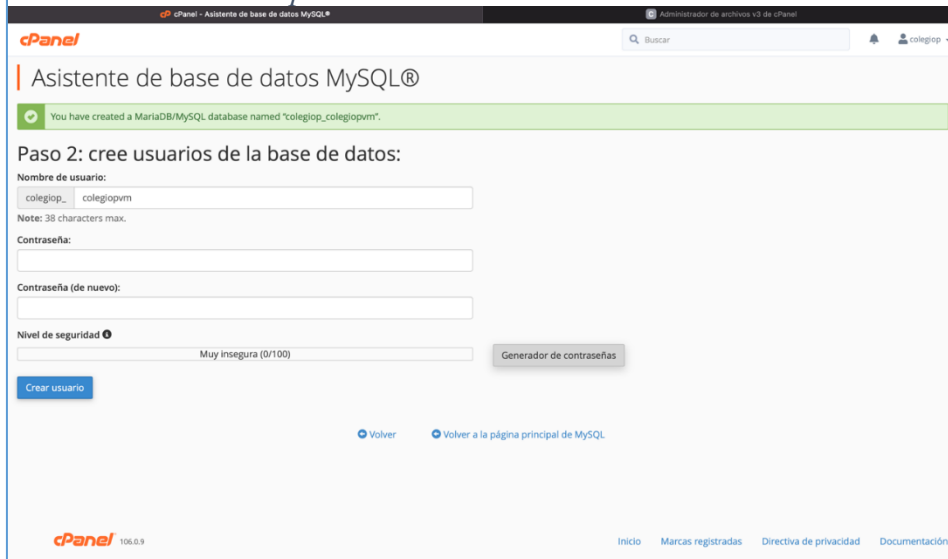 cPanel - Asistente de base de datos MySQL®
Administrador de archivos v3 de cPanel
cPanel
Buscar
colegiop
Asistente de base de datos MySQL®
You have created a MariaDB/MySQL database named “colegiop_colegiopvm”.
Paso 2: cree usuarios de la base de datos:
Nombre de usuario:
colegiop_ colegiopvm
Note: 38 characters max.
Contraseña:
Contraseña (de nuevo):
Nivel de seguridad
Muy insegura (0/100)
Generador de contraseñas
Crear usuario
Volver Volver a la página principal de MySQL
cPanel 106.0.9 Inicio Marcas registradas Directiva de privacidad Documentación